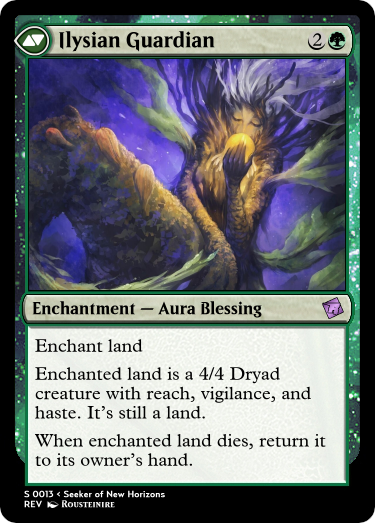 Ilysian Guardian 2
Enchantment — Aura Blessing
Enchant land
Enchanted land is a 4/4 Dryad
creature with reach, vigilance, and
haste. It's still a land.
When enchanted land dies, return it
to its owner's hand.
S 0013 < Seeker of New Horizons
REV Rousteinire